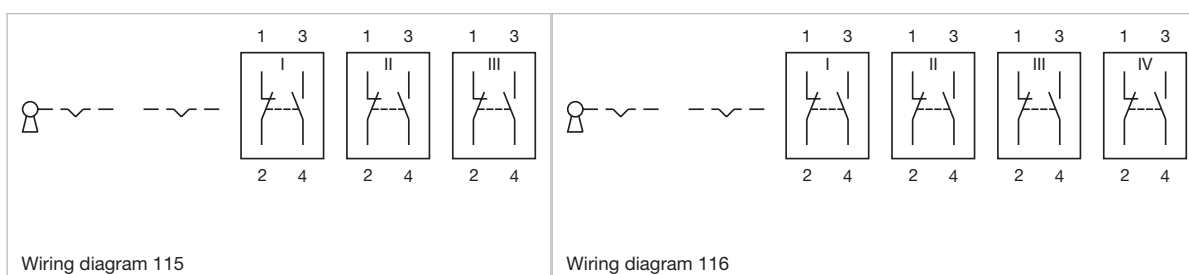 1 3 1 3 1 3
I II III
2 4 2 4 2 4
Wiring diagram 115
1 3 1 3 1 3 1 3
I II III IV
2 4 2 4 2 4 2 4
Wiring diagram 116